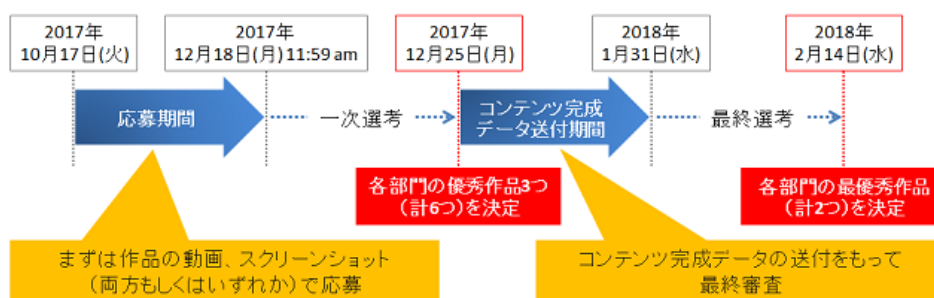 2017年
10月17日(火)
2017年
12月18日(月)11:59 am
2017年
12月25日(月)
2018年
1月31日(水)
2018年
2月14日(水)
応募期間
一次選考
コンテンツ完成
データ送付期間
最終選考
各部門の優秀作品3つ
(計6つ)を決定
各部門の最優秀作品
(計2つ)を決定
まずは作品の動画、スクリーンショット
(両方もしくはいずれか)で応募
コンテンツ完成データの送付をもって
最終審査